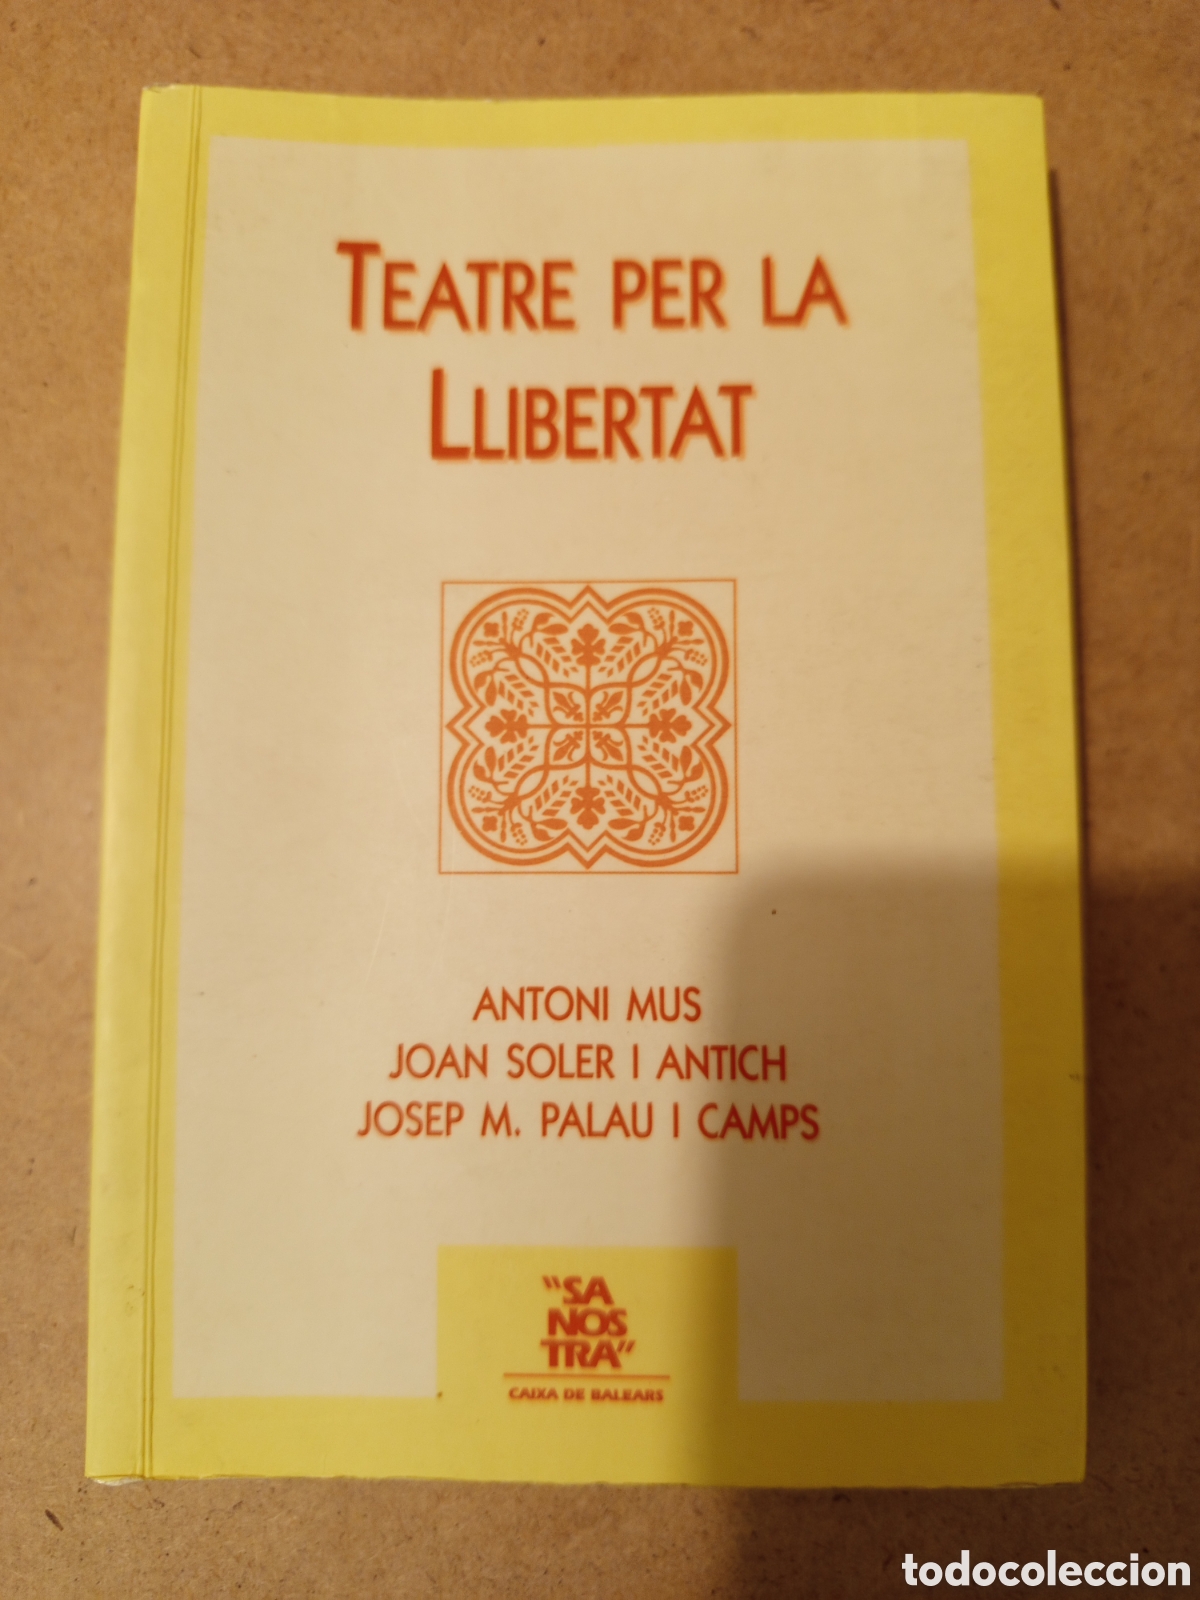 TEATRE PER LA
LLIBERTAT
ANTONI MUS
JOAN SOLER I ANTICH
JOSEP M. PALAU I CAMPS
"SA
NOS
TRA"
CAIXA DE BALEARS
todocoleccion